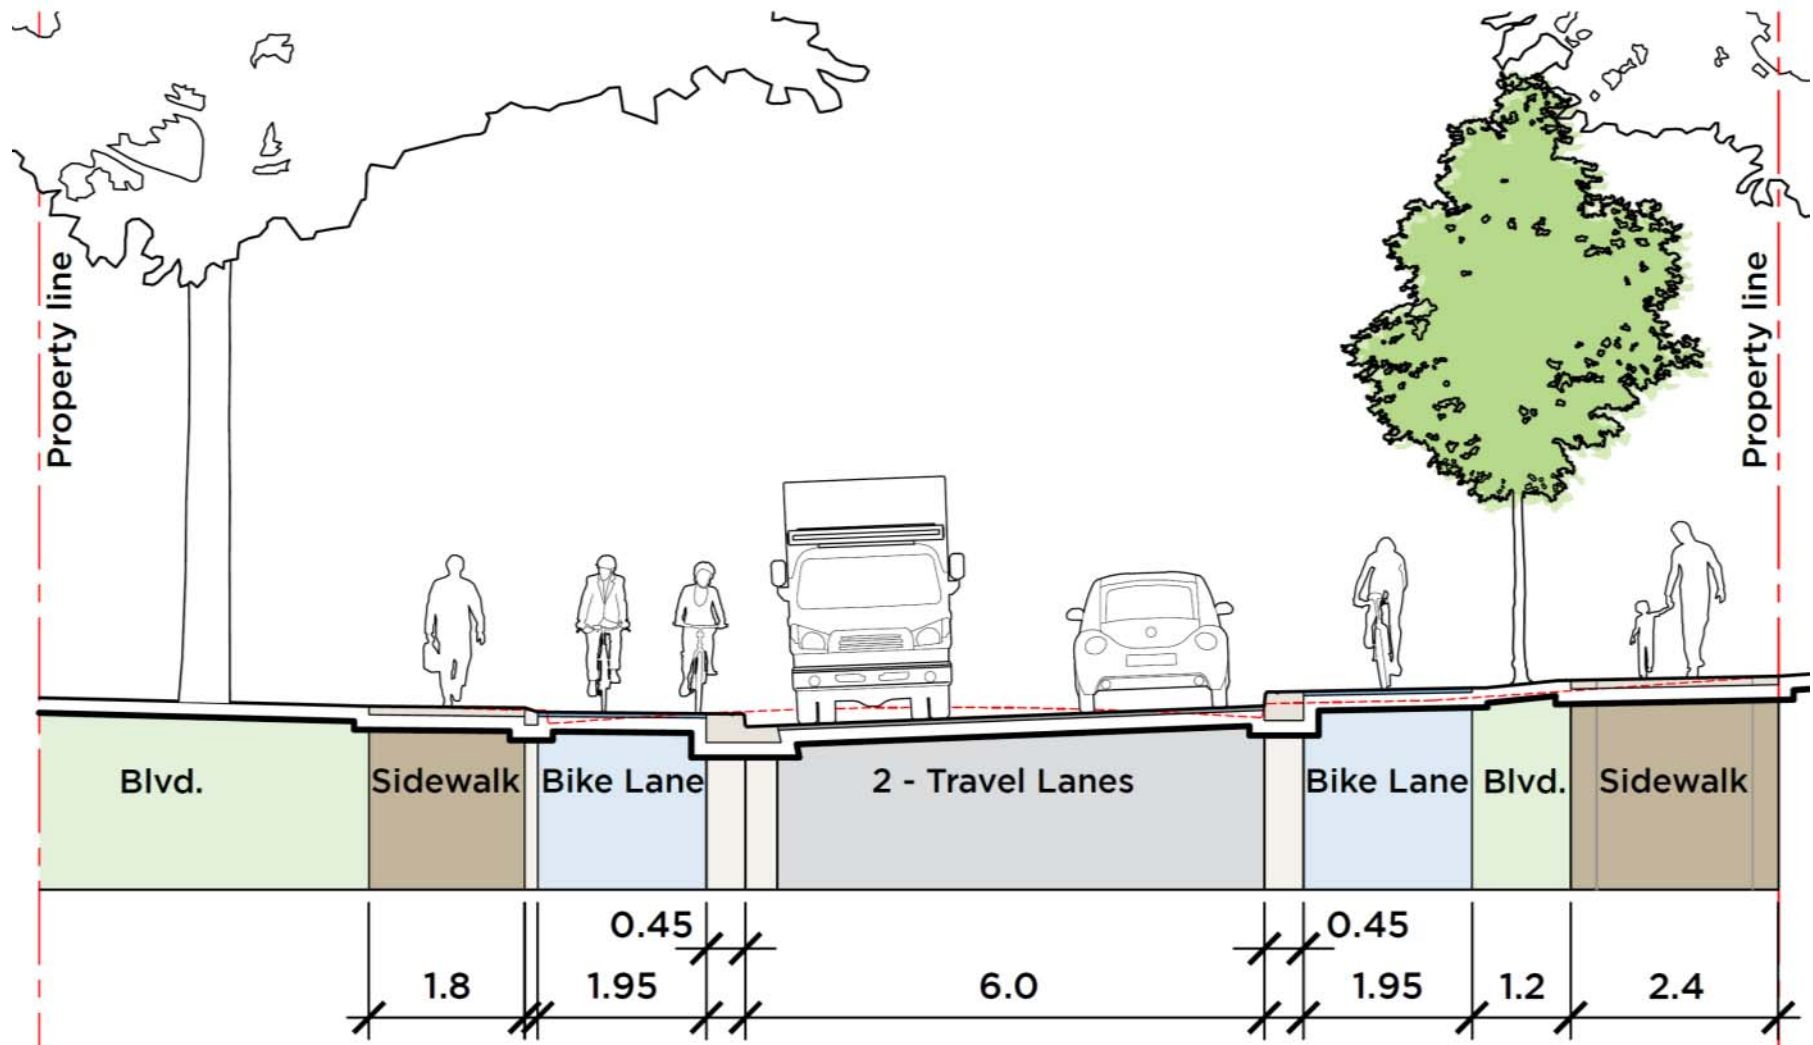 Property line
Property line
Blvd.
Sidewalk
Bike Lane
2 - Travel Lanes
Bike Lane
Blvd.
Sidewalk
0.45
0.45
1.8
1.95
6.0
1.95
1.2
2.4